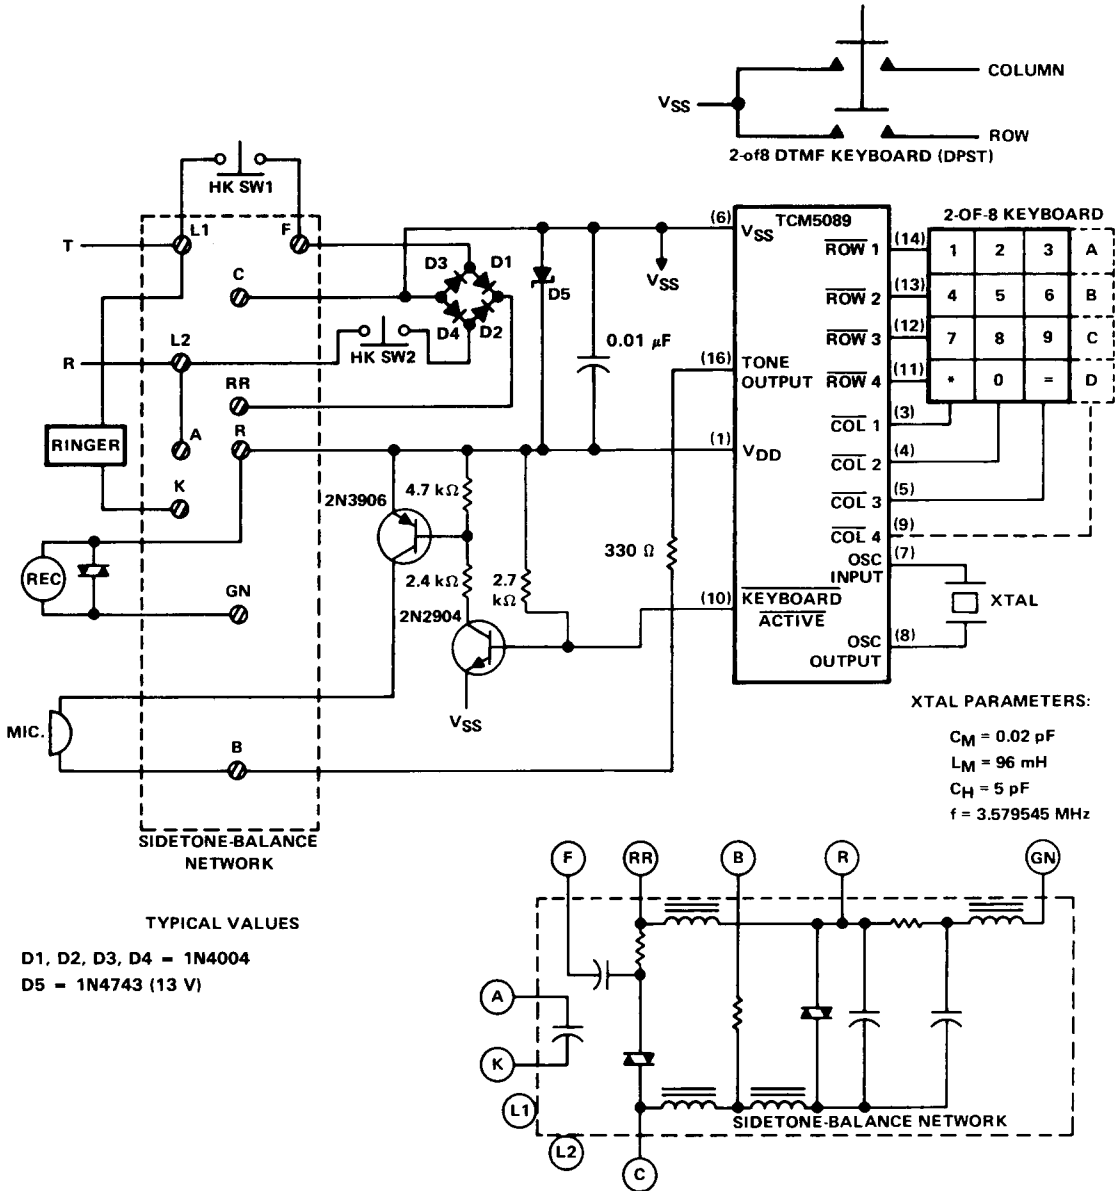 COLUMN
VSS
ROW
2-of8 DTMF KEYBOARD (DPST)
HK SW1
L1
F
T
C
D3
D1
D4
D2
L2
HK SW2
R
RR
A
R
RINGER
K
REC
GN
MIC.
B
SIDETONE-BALANCE
NETWORK
D5
VSS
0.01 µF
4.7 kΩ
2N3906
2.4 kΩ
2.7
kΩ
2N2904
VSS
330 Ω
(6)
(16)
(1)
(10)
TCM5089
VSS
TONE
OUTPUT
VDD
KEYBOARD
ACTIVE
ROW 1
ROW 2
ROW 3
ROW 4
COL 1
COL 2
COL 3
COL 4
OSC
INPUT
OSC
OUTPUT
(14)
(13)
(12)
(11)
(3)
(4)
(5)
(9)
(7)
(8)
2-OF-8 KEYBOARD
1 2 3 A
4 5 6 B
7 8 9 C
* 0 = D
XTAL
XTAL PARAMETERS:
CM = 0.02 pF
LM = 96 mH
CH = 5 pF
f = 3.579545 MHz
TYPICAL VALUES
D1, D2, D3, D4 = 1N4004
D5 = 1N4743 (13 V)
F
RR
B
R
GN
A
K
L1
L2
C
SIDETONE-BALANCE NETWORK